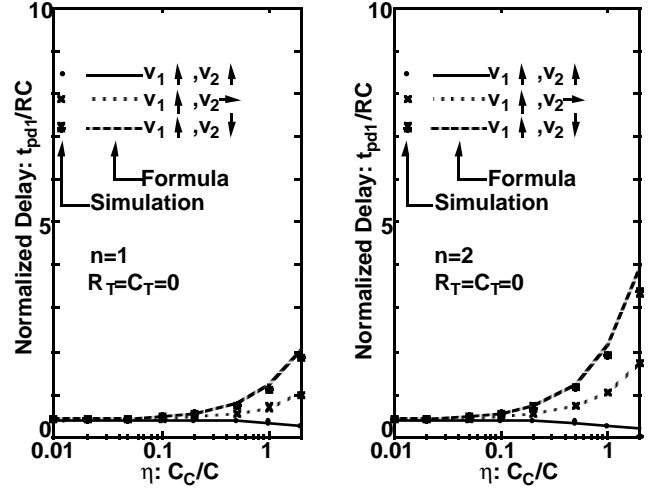 Normalized Delay: t_pd1/RC
10
v1 ↑ , v2 ↑
v1 ↑ , v2 →
v1 ↑ , v2 ↓
Formula
Simulation
5
n=1
R_T=C_T=0
0
0.01 0.1 1
η: C_C/C
Normalized Delay: t_pd1/RC
10
v1 ↑ , v2 ↑
v1 ↑ , v2 →
v1 ↑ , v2 ↓
Formula
Simulation
5
n=2
R_T=C_T=0
0
0.01 0.1 1
η: C_C/C